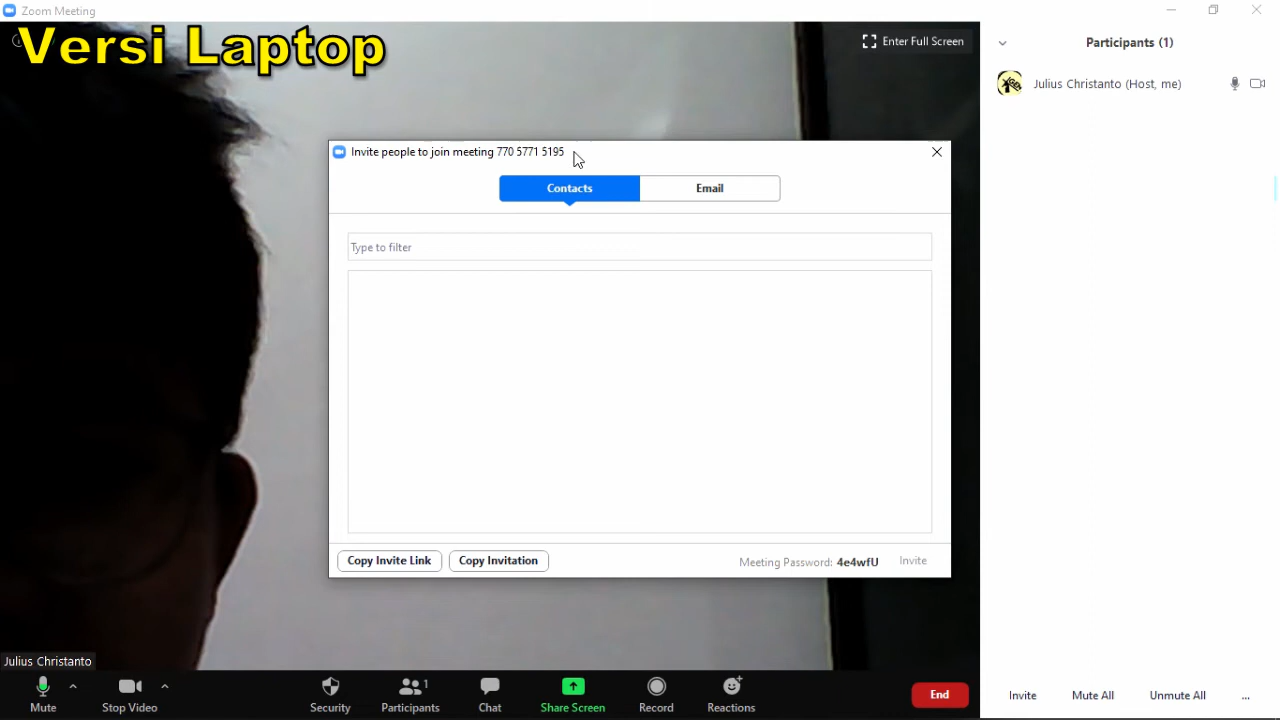 Zoom Meeting
Versi Laptop
Enter Full Screen
Participants (1)
Julius Christanto (Host, me)
Invite people to join meeting 770 5771 5195
Contacts
Email
Type to filter
Copy Invite Link
Copy Invitation
Meeting Password: 4e4wfU
Invite
Julius Christanto
Mute
Stop Video
Security
Participants
1
Chat
Share Screen
Record
Reactions
End
Invite
Mute All
Unmute All
...